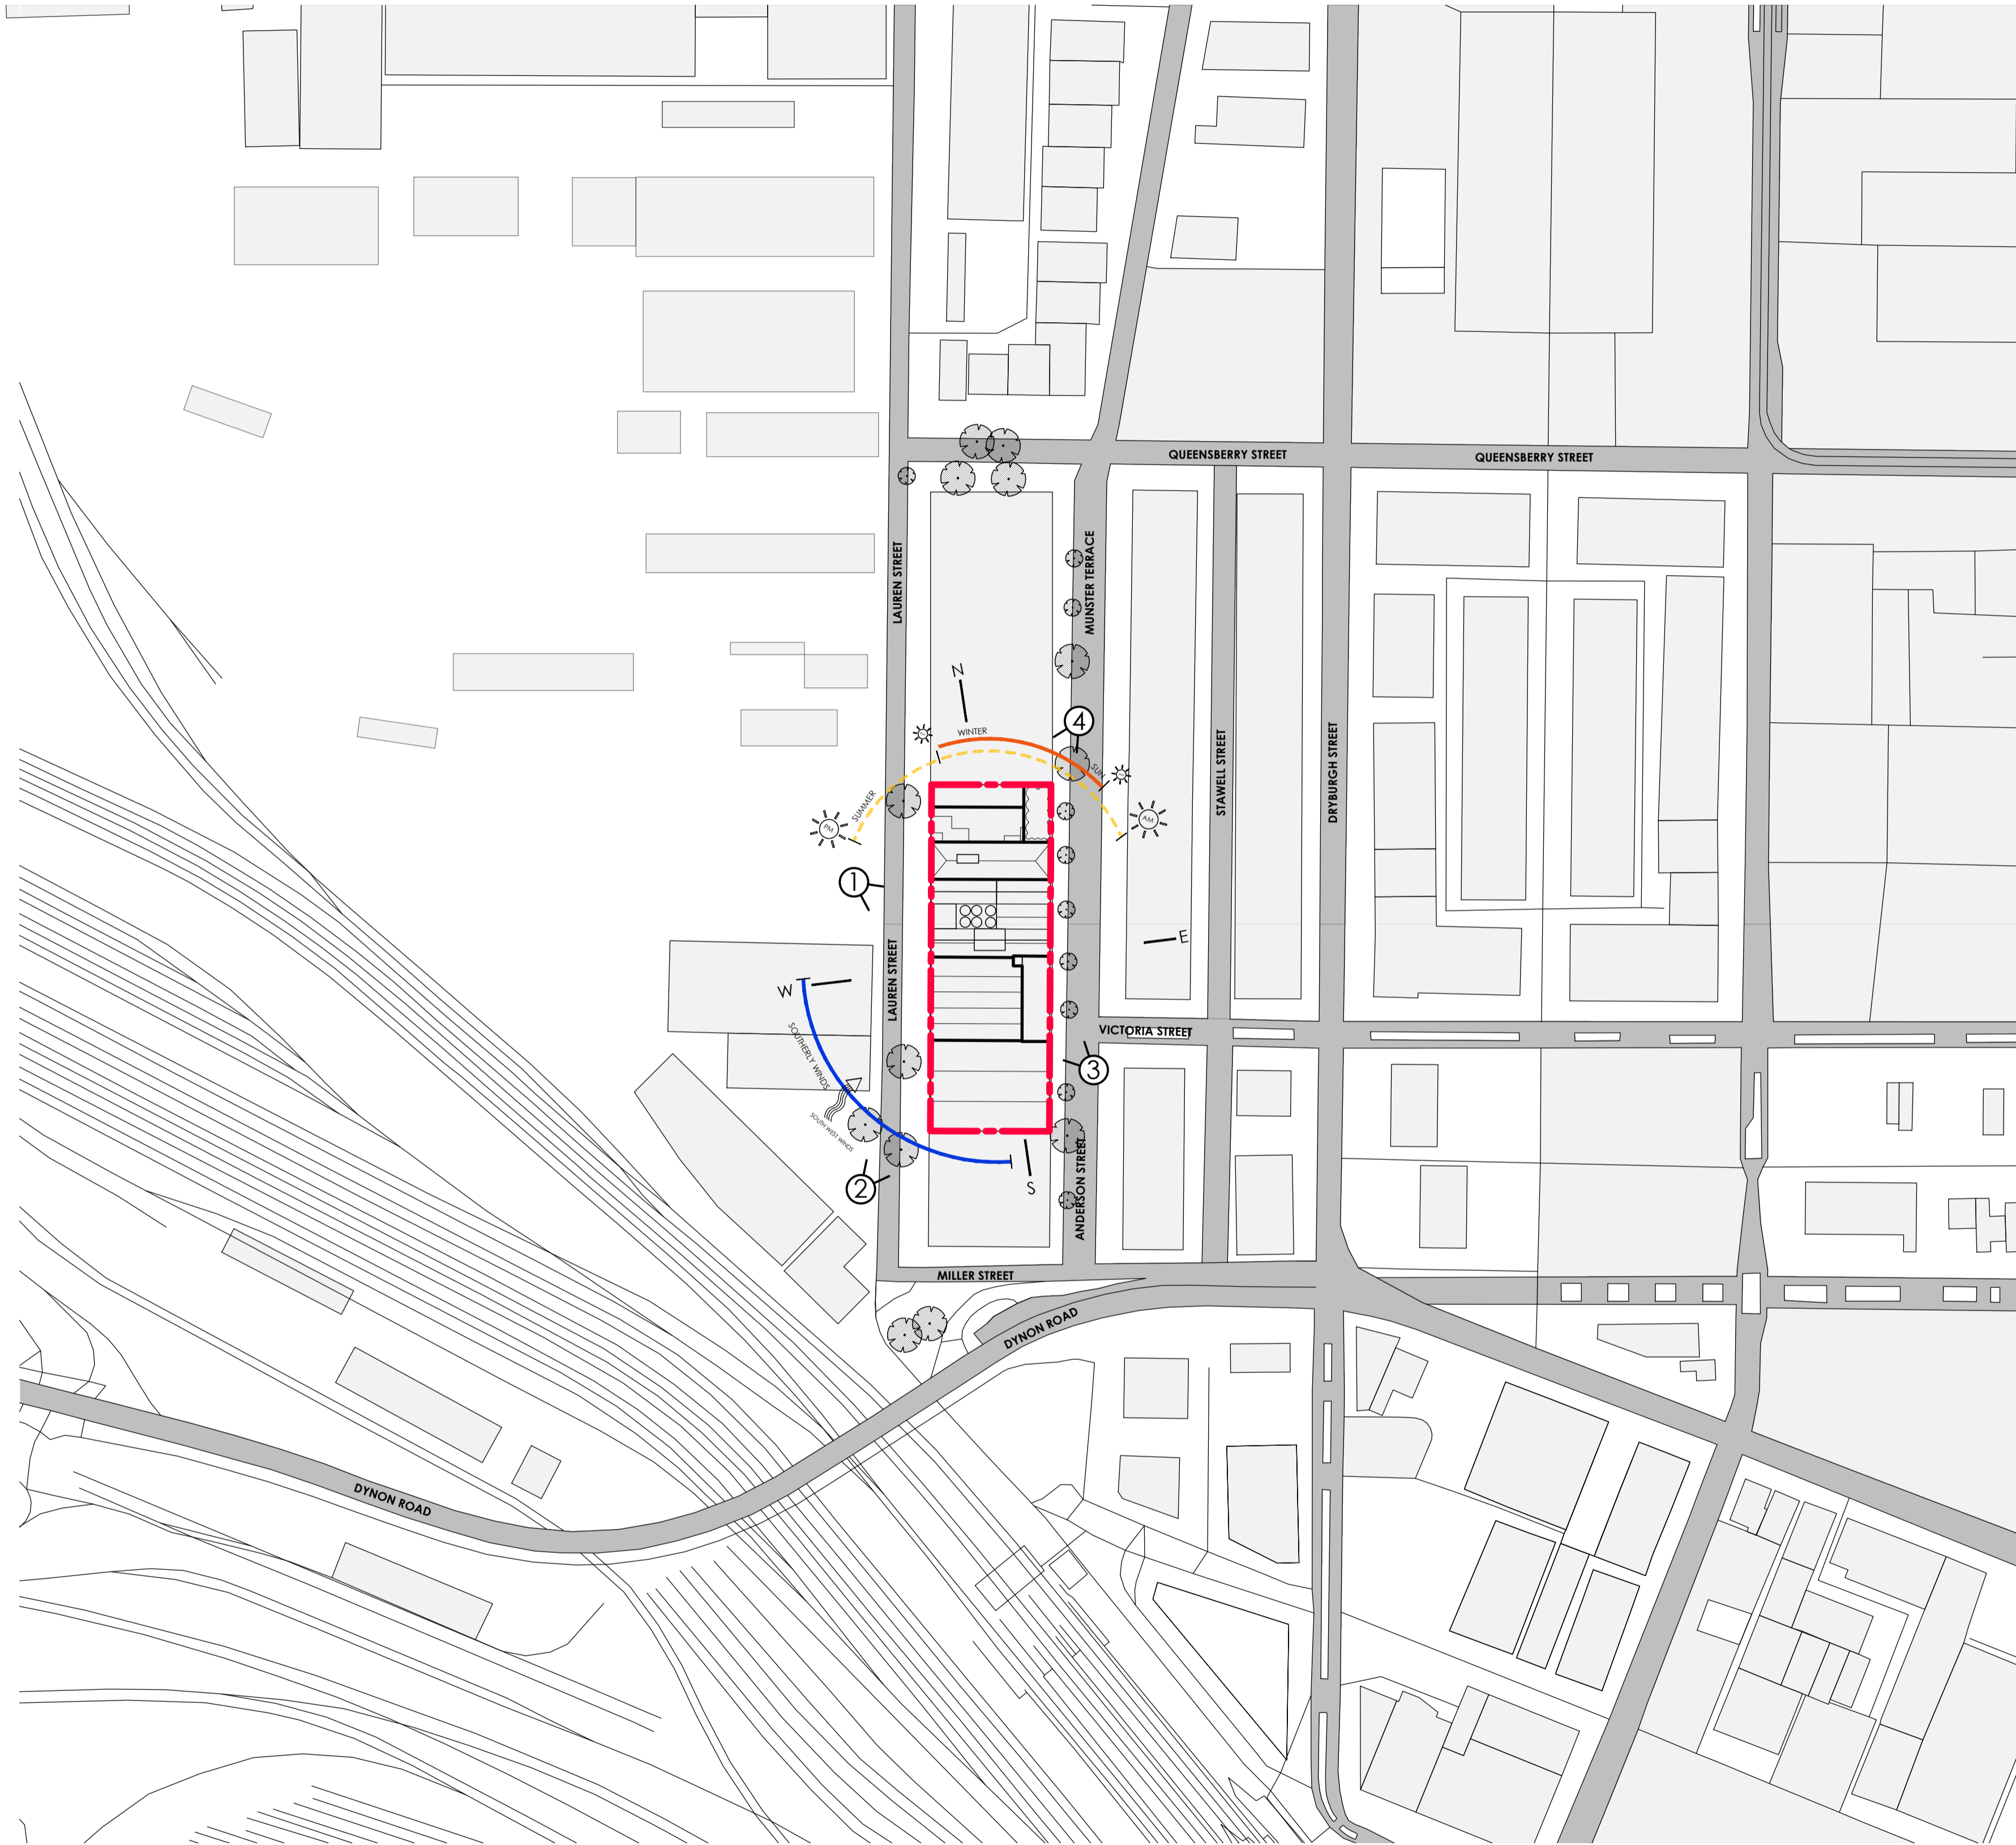 QUEENSBERRY STREET
QUEENSBERRY STREET
LAUREN STREET
MUNSTER TERRACE
N
WINTER
4
SUN
SUMMER
PM
AM
STAWELL STREET
DRYBURGH STREET
1
E
LAUREN STREET
W
VICTORIA STREET
SOUTHERLY WINDS
3
SOUTH WEST WINDS
2
S
ANDERSON STREET
MILLER STREET
DYNON ROAD
DYNON ROAD